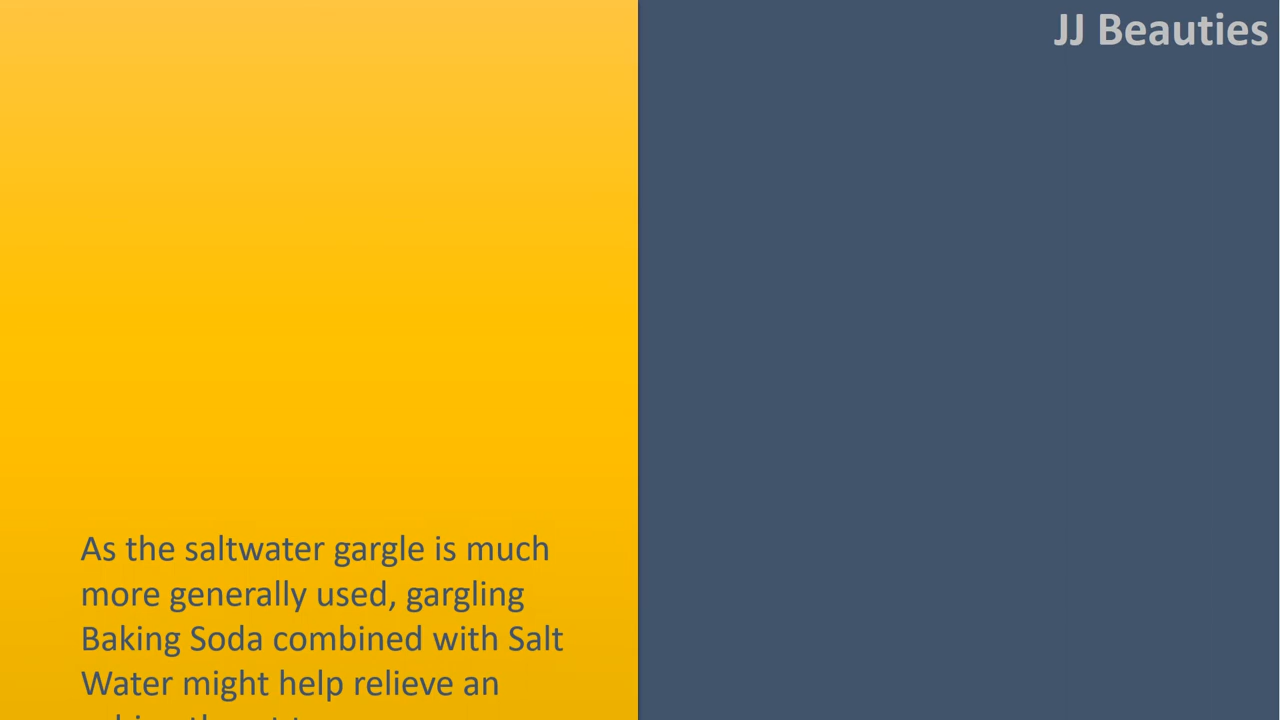 JJ Beauties
As the saltwater gargle is much
more generally used, gargling
Baking Soda combined with Salt
Water might help relieve an